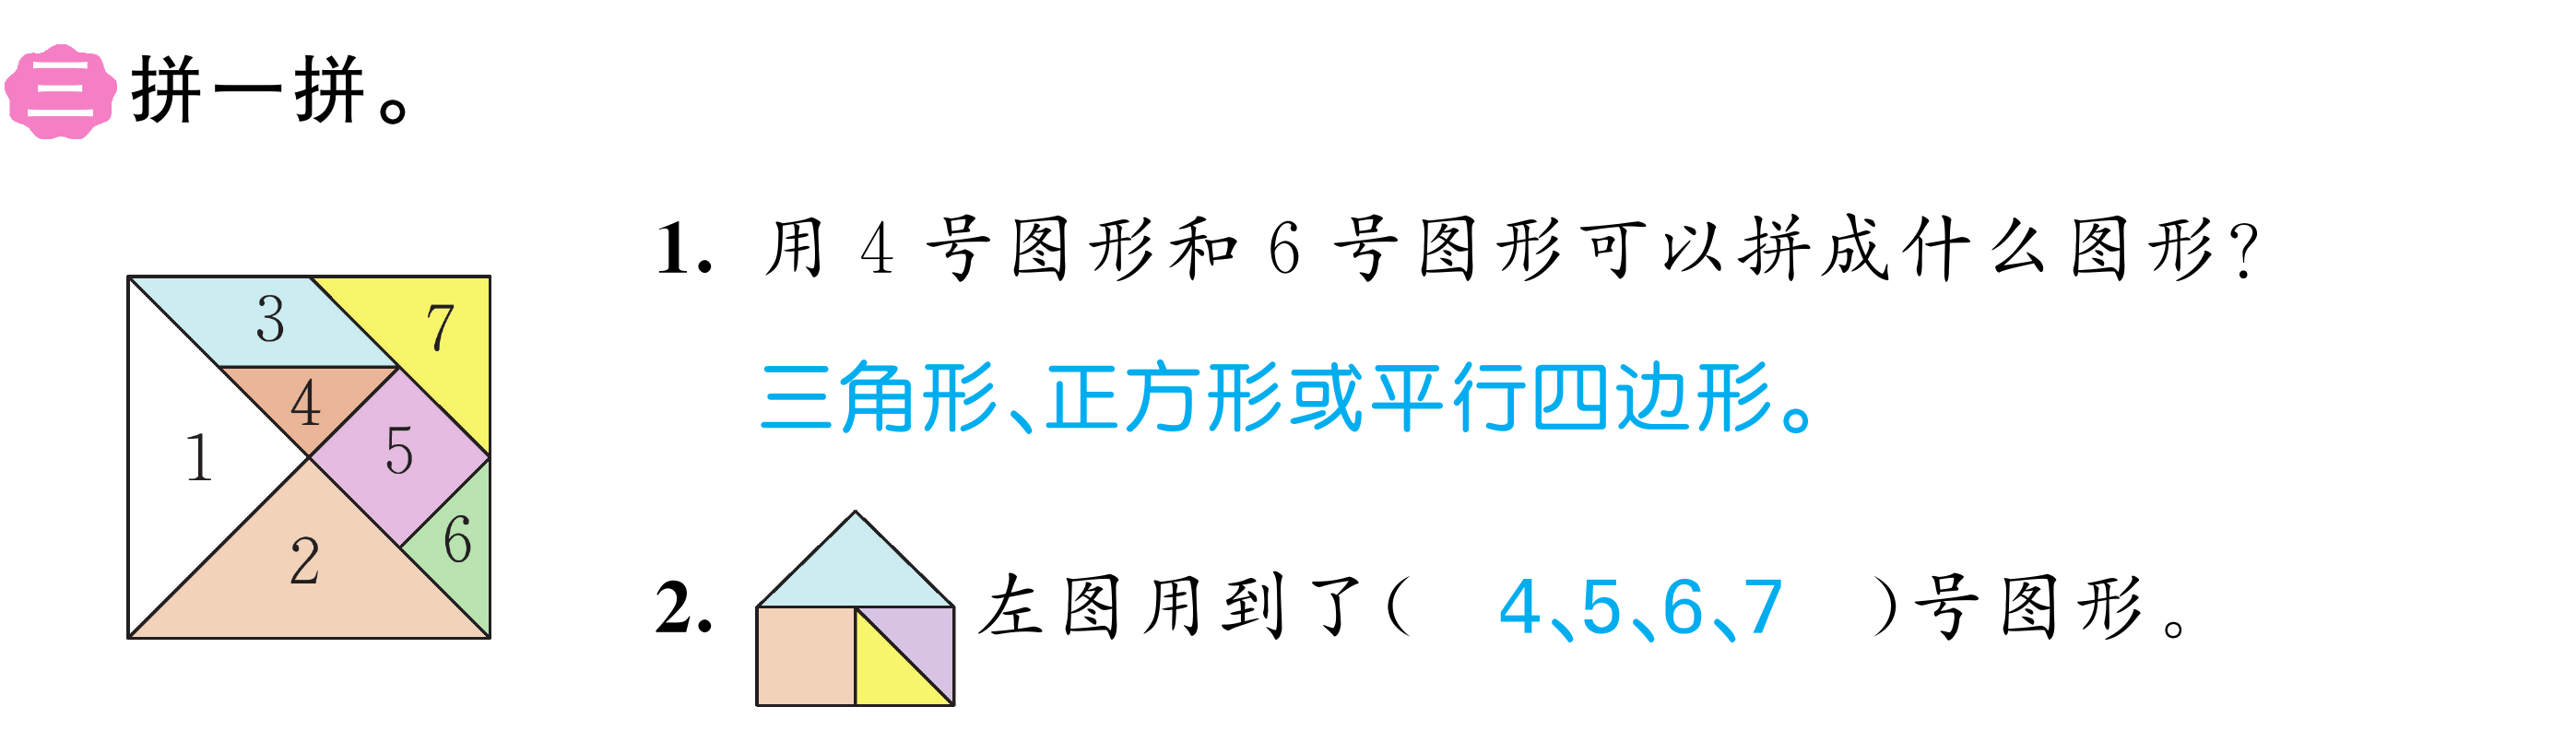 三 拼一拼。
3
7
4
1
5
2
6
1. 用 4 号图形和 6 号图形可以拼成什么图形?
三角形、正方形或平行四边形。
2. 左图用到了( 4、5、6、7 )号图形。